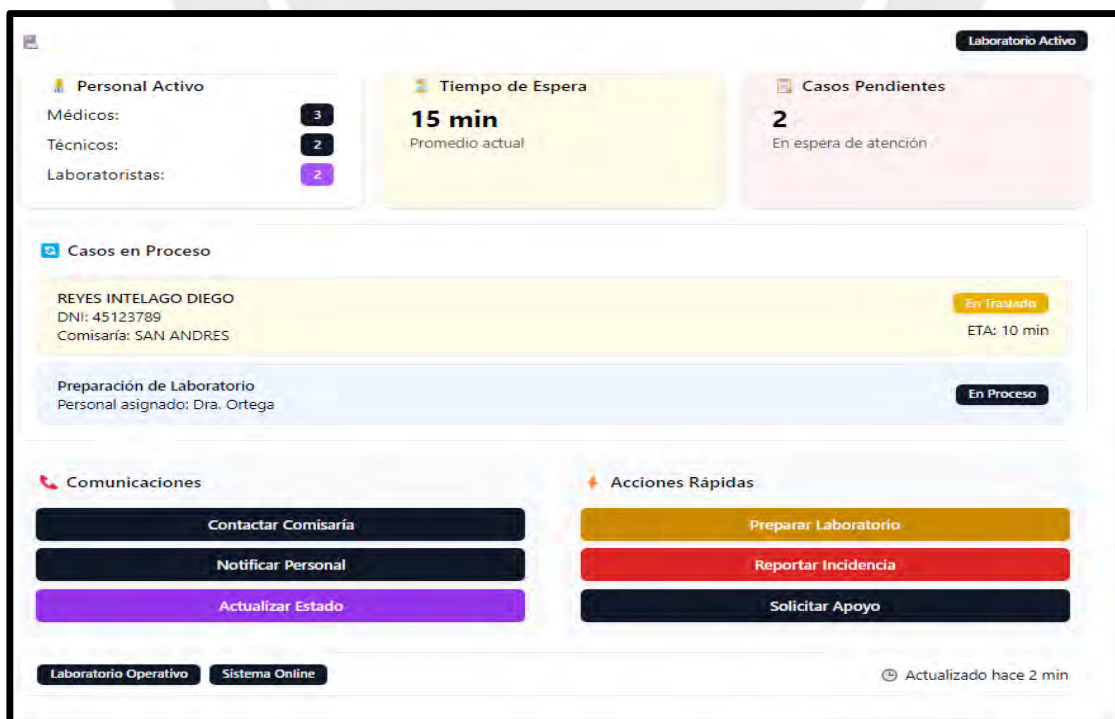 Laboratorio Activo
Personal Activo
Médicos: 3
Técnicos: 2
Laboratoristas: 2
Tiempo de Espera
15 min
Promedio actual
Casos Pendientes
2
En espera de atención
Casos en Proceso
REYES INTELAGO DIEGO
DNI: 45123789
Comisaría: SAN ANDRES
En Traslado
ETA: 10 min
Preparación de Laboratorio
Personal asignado: Dra. Ortega
En Proceso
Comunicaciones
Contactar Comisaría
Notificar Personal
Actualizar Estado
Acciones Rápidas
Preparar Laboratorio
Reportar Incidencia
Solicitar Apoyo
Laboratorio Operativo
Sistema Online
Actualizado hace 2 min